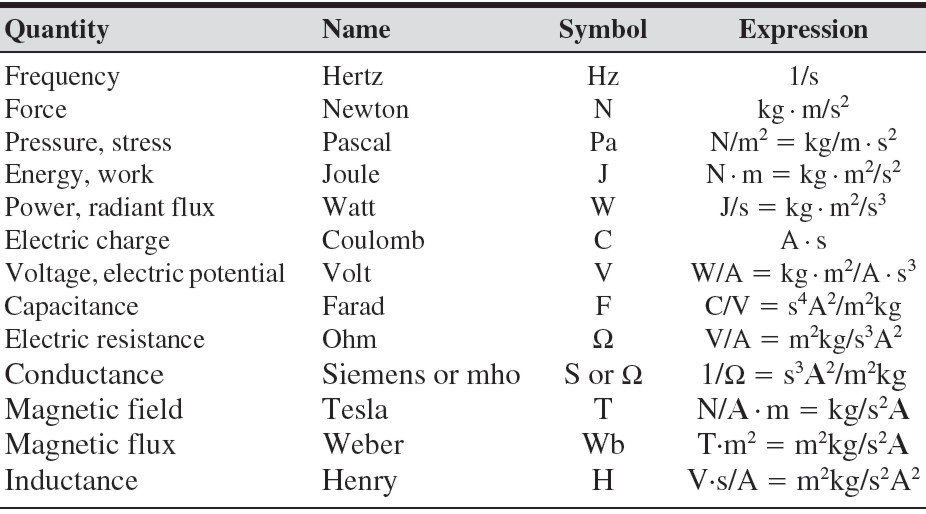 Quantity Name Symbol Expression
Frequency Hertz Hz 1/s
Force Newton N kg · m/s²
Pressure, stress Pascal Pa N/m² = kg/m · s²
Energy, work Joule J N · m = kg · m²/s²
Power, radiant flux Watt W J/s = kg · m²/s³
Electric charge Coulomb C A · s
Voltage, electric potential Volt V W/A = kg · m²/A · s³
Capacitance Farad F C/V = s⁴A²/m²kg
Electric resistance Ohm Ω V/A = m²kg/s³A²
Conductance Siemens or mho S or Ω 1/Ω = s³A²/m²kg
Magnetic field Tesla T N/A · m = kg/s²A
Magnetic flux Weber Wb T·m² = m²kg/s²A
Inductance Henry H V·s/A = m²kg/s²A²